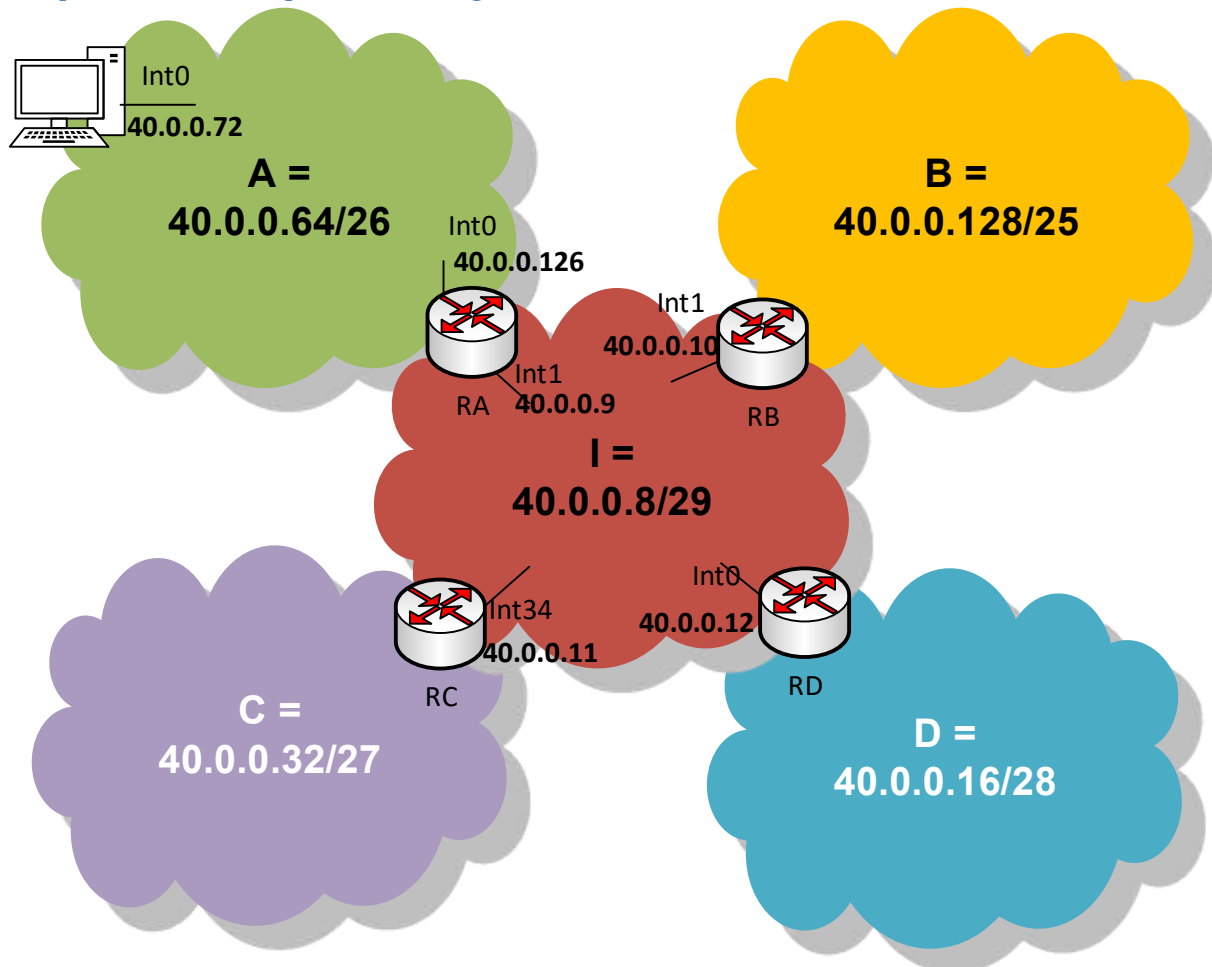 Int0
40.0.0.72
A =
40.0.0.64/26
B =
40.0.0.128/25
Int0
40.0.0.126
Int1
40.0.0.10
Int1
40.0.0.9
RA
RB
I =
40.0.0.8/29
Int0
40.0.0.12
Int34
40.0.0.11
RC
RD
C =
40.0.0.32/27
D =
40.0.0.16/28